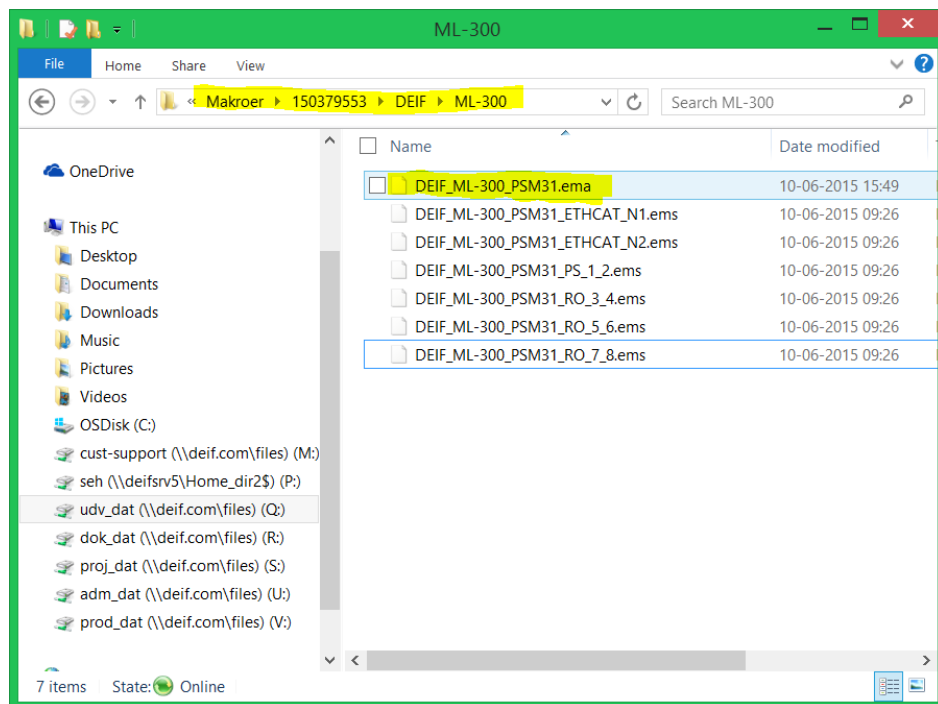 ML-300
File Home Share View
« Makroer DEIF 150379553 ML-300 Search ML-300
Name Date modified
OneDrive
This PC
Desktop
Documents
Downloads
Music
Pictures
Videos
OSDisk (C:)
cust-support (\\deif.com\files) (M:)
seh (\\deifsrv5\Home_dir2$) (P:)
udv_dat (\\deif.com\files) (Q:)
dok_dat (\\deif.com\files) (R:)
proj_dat (\\deif.com\files) (S:)
adm_dat (\\deif.com\files) (U:)
prod_dat (\\deif.com\files) (V:)
DEIF_ML-300_PSM31.ema 10-06-2015 15:49
DEIF_ML-300_PSM31_ETHCAT_N1.ems 10-06-2015 09:26
DEIF_ML-300_PSM31_ETHCAT_N2.ems 10-06-2015 09:26
DEIF_ML-300_PSM31_PS_1_2.ems 10-06-2015 09:26
DEIF_ML-300_PSM31_RO_3_4.ems 10-06-2015 09:26
DEIF_ML-300_PSM31_RO_5_6.ems 10-06-2015 09:26
DEIF_ML-300_PSM31_RO_7_8.ems 10-06-2015 09:26
7 items State: Online